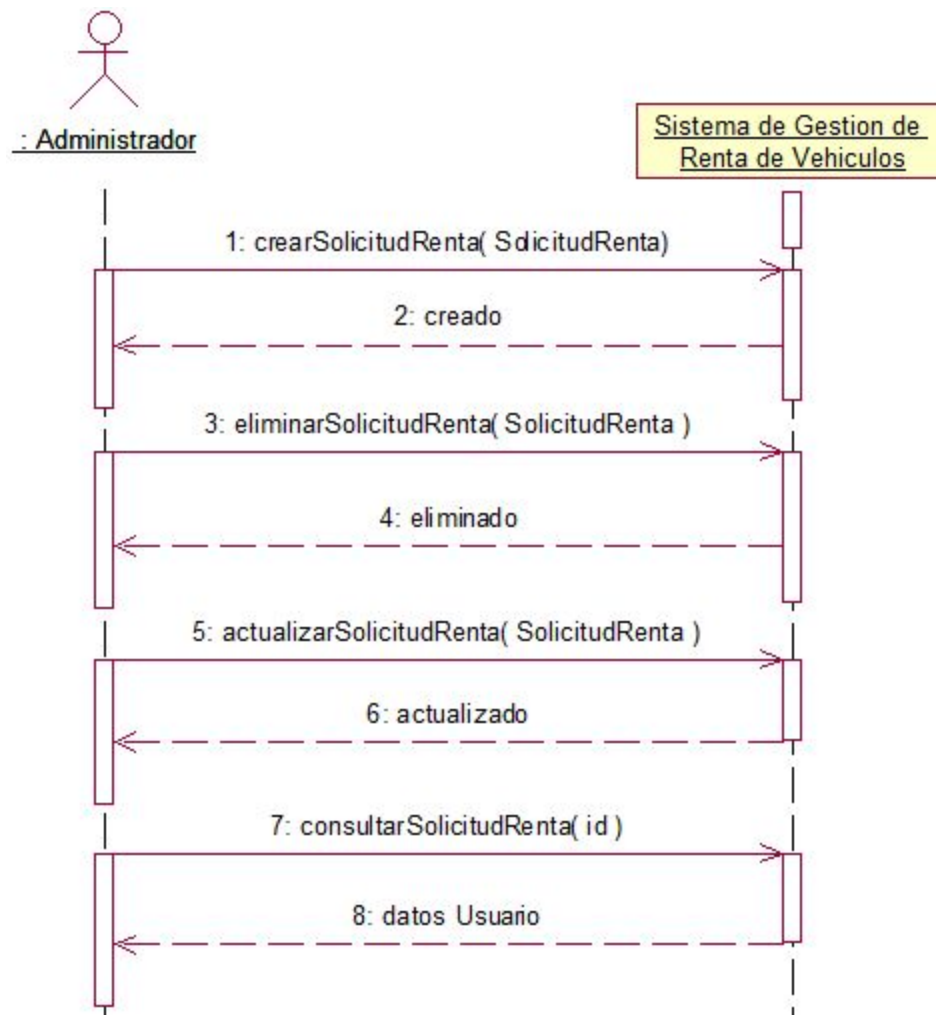 : Administrador
Sistema de Gestion de
Renta de Vehiculos
1: crearSolicitudRenta( SolicitudRenta)
2: creado
3: eliminarSolicitudRenta( SolicitudRenta )
4: eliminado
5: actualizarSolicitudRenta( SolicitudRenta )
6: actualizado
7: consultarSolicitudRenta( id )
8: datos Usuario